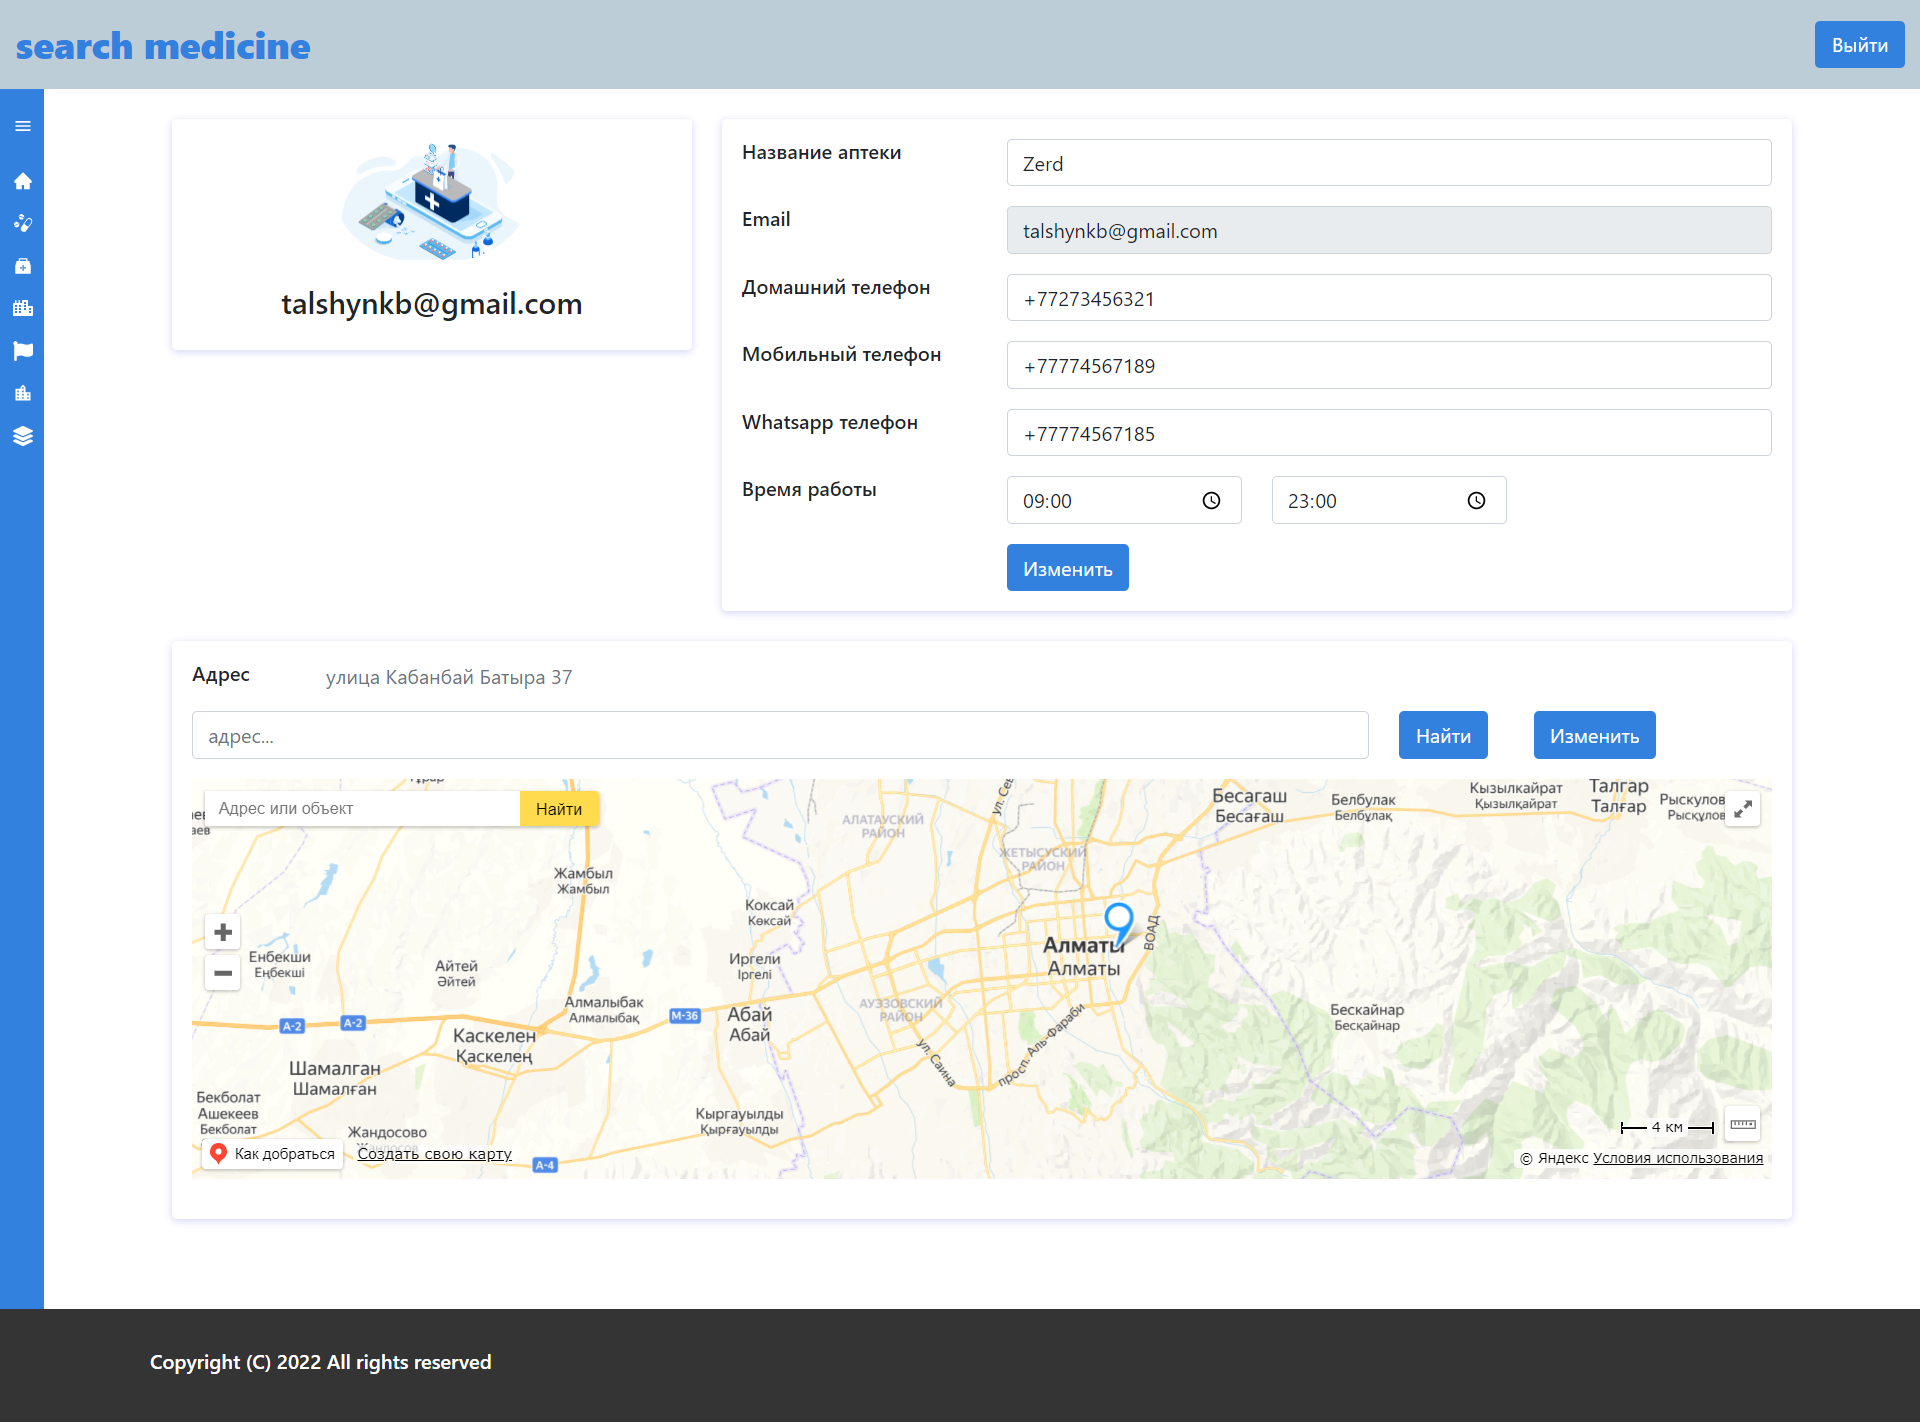 search medicine
Выйти
talshynkb@gmail.com
Название аптеки
Zerd
Email
talshynkb@gmail.com
Домашний телефон
+77273456321
Мобильный телефон
+77774567189
Whatsapp телефон
+77774567185
Время работы
09:00
23:00
Изменить
Адрес
улица Кабанбай Батыра 37
адрес...
Найти
Изменить
Адрес или объект
Найти
АЛАТАУСКИЙ
РАЙОН
ул. Сев
Бесагаш
Бесағаш
Белбулак
Белбұлақ
Кызылкайрат
Қызылқайрат
Талгар
Талғар
Рыскулов
Рысқұлов
ЖЕТЫСУСКИЙ
РАЙОН
Жамбыл
Жамбыл
Коксай
Көксай
ВОАД
Алматы
Алматы
Енбекши
Еңбекші
Айтей
Әйтей
Иргели
Іргелі
Алмалыбак
Алмалыбақ
М-36
Абай
Абай
АУЭЗОВСКИЙ
РАЙОН
Бескайнар
Бесқайнар
А-2
А-2
Каскелен
Қаскелең
ул. Саина
просп. Аль-Фараби
Шамалган
Шамалған
Бекболат
Ашекеев
Бекболат
Кыргауылды
Қырғауылды
Жандосово
Жандосов
4 км
Как добраться
Создать свою карту
А-4
© Яндекс Условия использования
Copyright (C) 2022 All rights reserved